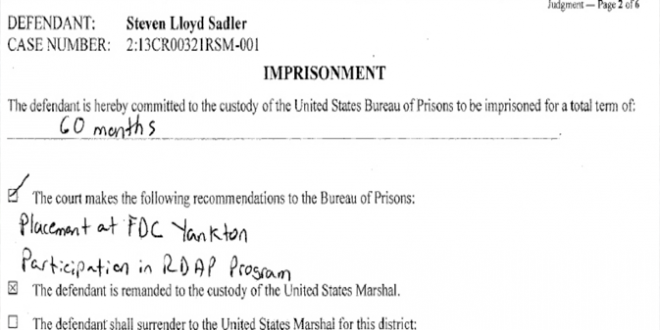 Judgment — Page 2 of 6
DEFENDANT: Steven Lloyd Sadler
CASE NUMBER: 2:13CR00321RSM-001
IMPRISONMENT
The defendant is hereby committed to the custody of the United States Bureau of Prisons to be imprisoned for a total term of:
60 months
The court makes the following recommendations to the Bureau of Prisons:
Placement at FDC Yankton
Participation in RDAP Program
The defendant is remanded to the custody of the United States Marshal.
The defendant shall surrender to the United States Marshal for this district: